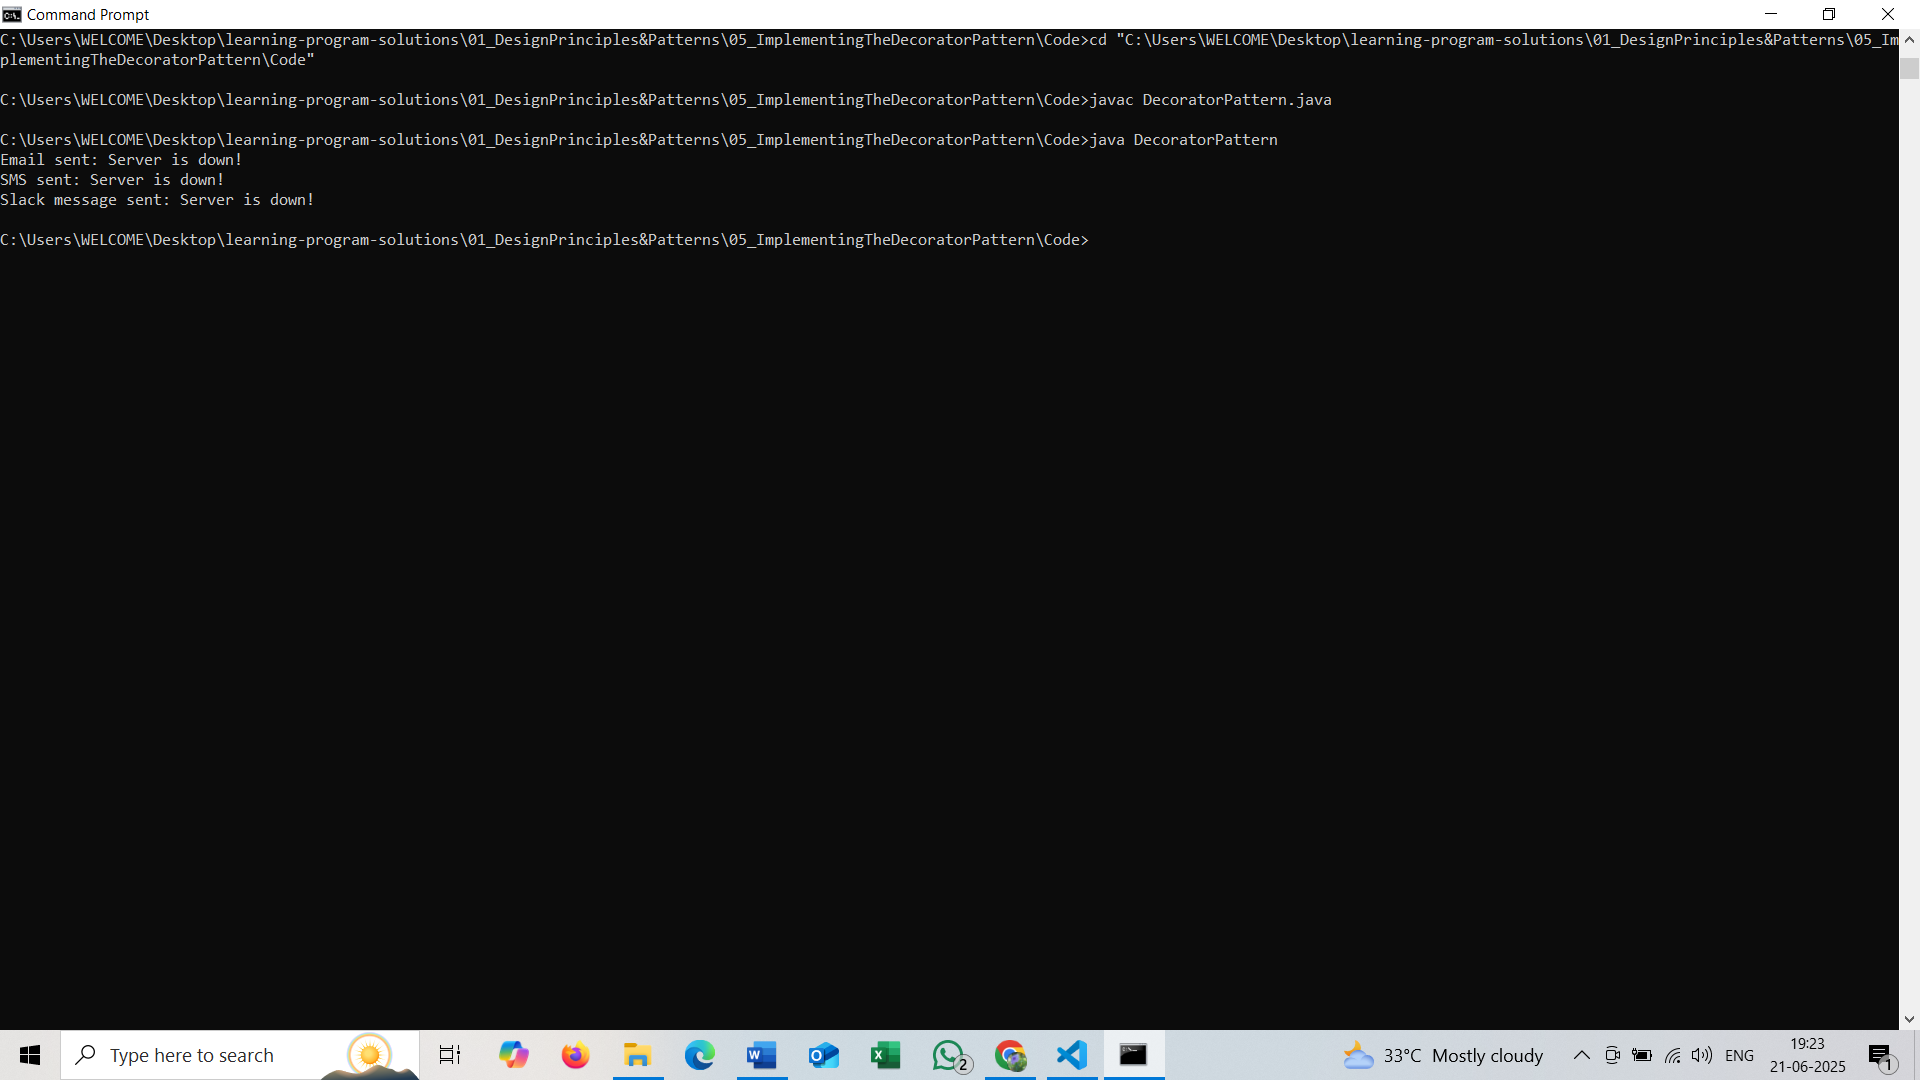 Command Prompt
C:\Users\WELCOME\Desktop\learning-program-solutions\01_DesignPrinciples&Patterns\05_ImplementingTheDecoratorPattern\Code>cd "C:\Users\WELCOME\Desktop\learning-program-solutions\01_DesignPrinciples&Patterns\05_Im
plementingTheDecoratorPattern\Code"
C:\Users\WELCOME\Desktop\learning-program-solutions\01_DesignPrinciples&Patterns\05_ImplementingTheDecoratorPattern\Code>javac DecoratorPattern.java
C:\Users\WELCOME\Desktop\learning-program-solutions\01_DesignPrinciples&Patterns\05_ImplementingTheDecoratorPattern\Code>java DecoratorPattern
Email sent: Server is down!
SMS sent: Server is down!
Slack message sent: Server is down!
C:\Users\WELCOME\Desktop\learning-program-solutions\01_DesignPrinciples&Patterns\05_ImplementingTheDecoratorPattern\Code>
Type here to search
2
33°C Mostly cloudy
ENG
19:23
21-06-2025
1